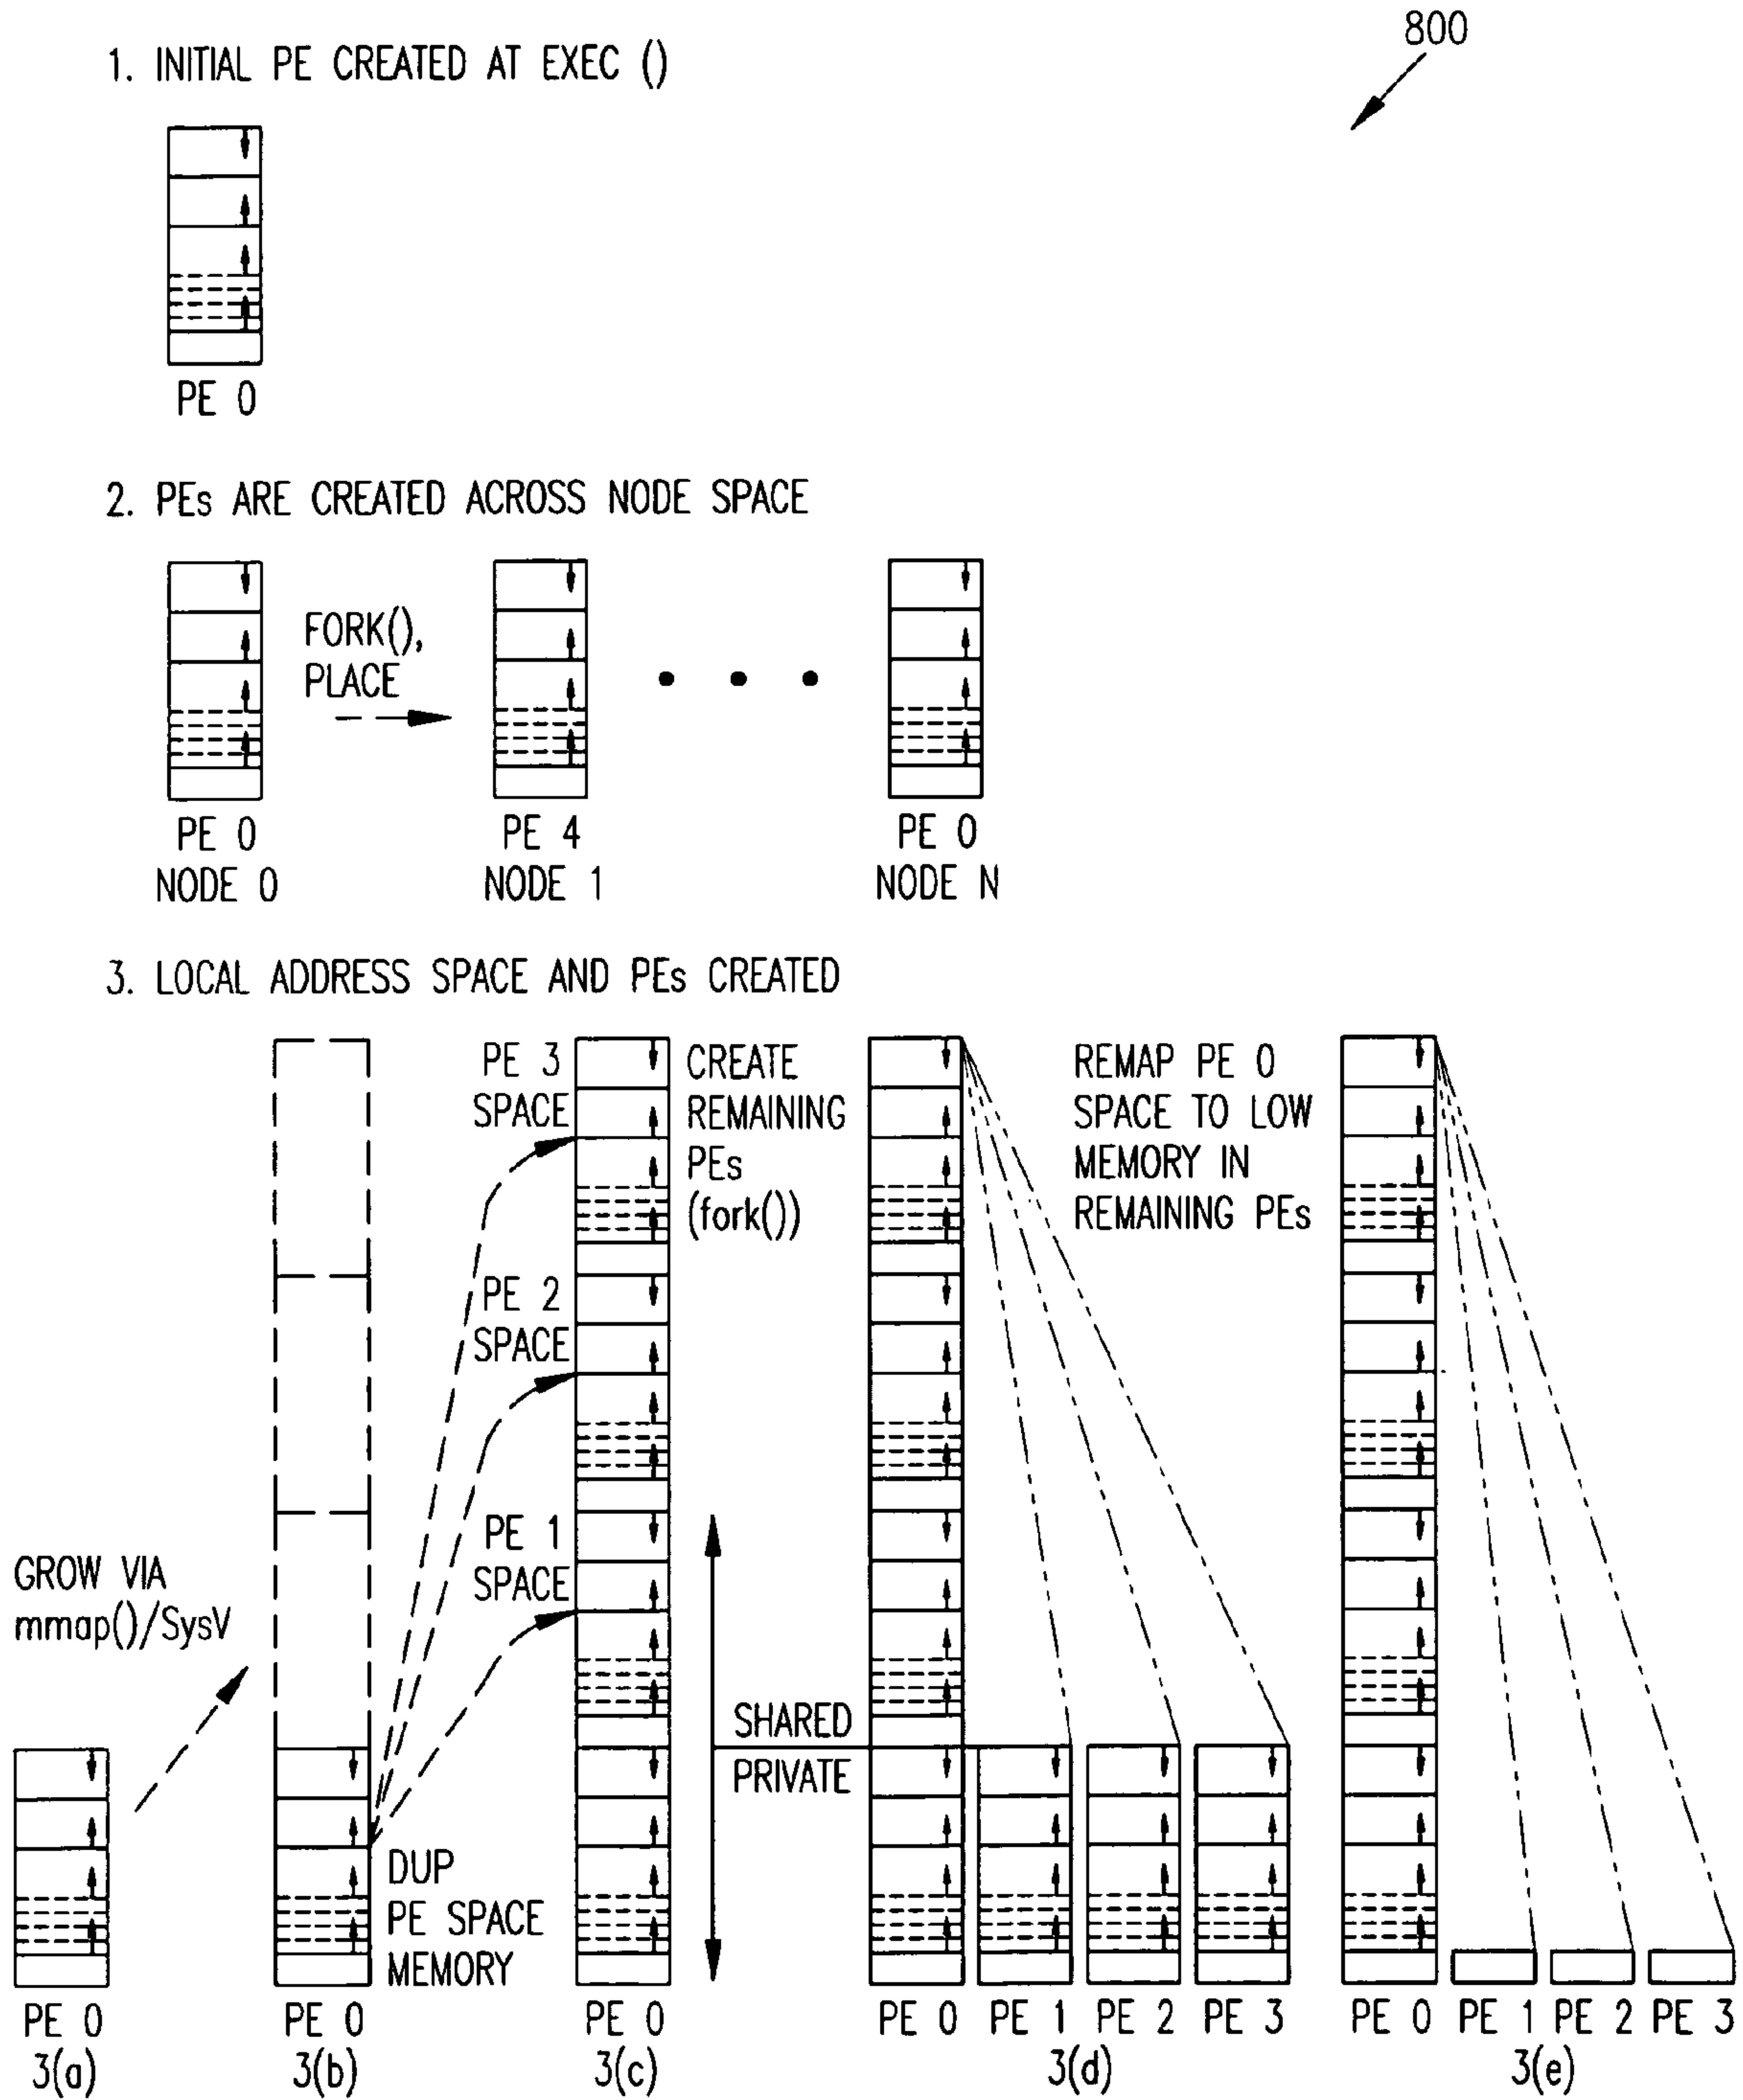 800
1. INITIAL PE CREATED AT EXEC ()
PE 0
2. PEs ARE CREATED ACROSS NODE SPACE
FORK(),
PLACE
PE 0
NODE 0
PE 4
NODE 1
PE 0
NODE N
3. LOCAL ADDRESS SPACE AND PEs CREATED
GROW VIA
mmap()/SysV
PE 0
3(a)
DUP
PE SPACE
MEMORY
PE 0
3(b)
PE 3
SPACE
PE 2
SPACE
PE 1
SPACE
PE 0
3(c)
CREATE
REMAINING
PEs
(fork())
SHARED
PRIVATE
PE 0
PE 1
PE 2
PE 3
3(d)
REMAP PE 0
SPACE TO LOW
MEMORY IN
REMAINING PEs
PE 0
PE 1
PE 2
PE 3
3(e)